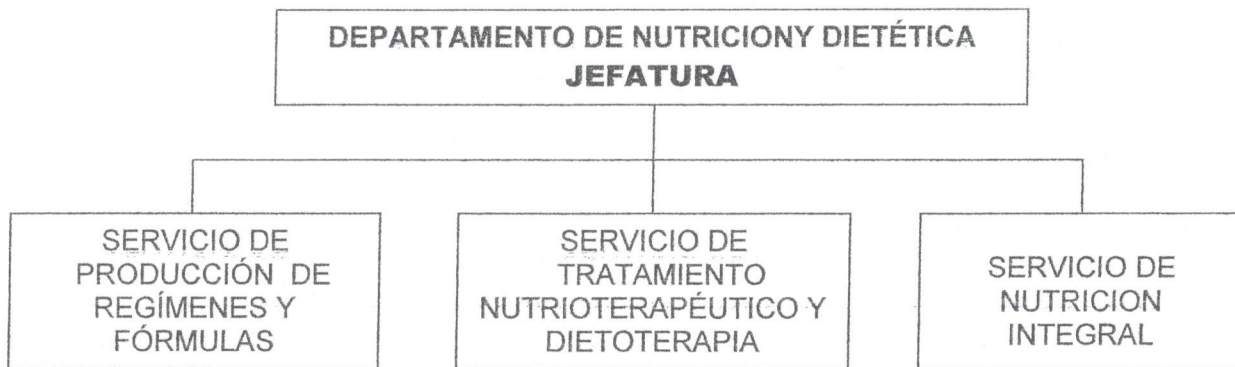 DEPARTAMENTO DE NUTRICIONY DIETÉTICA
JEFATURA
SERVICIO DE
PRODUCCIÓN DE
REGÍMENES Y
FÓRMULAS
SERVICIO DE
TRATAMIENTO
NUTRIOTERAPÉUTICO Y
DIETOTERAPIA
SERVICIO DE
NUTRICION
INTEGRAL